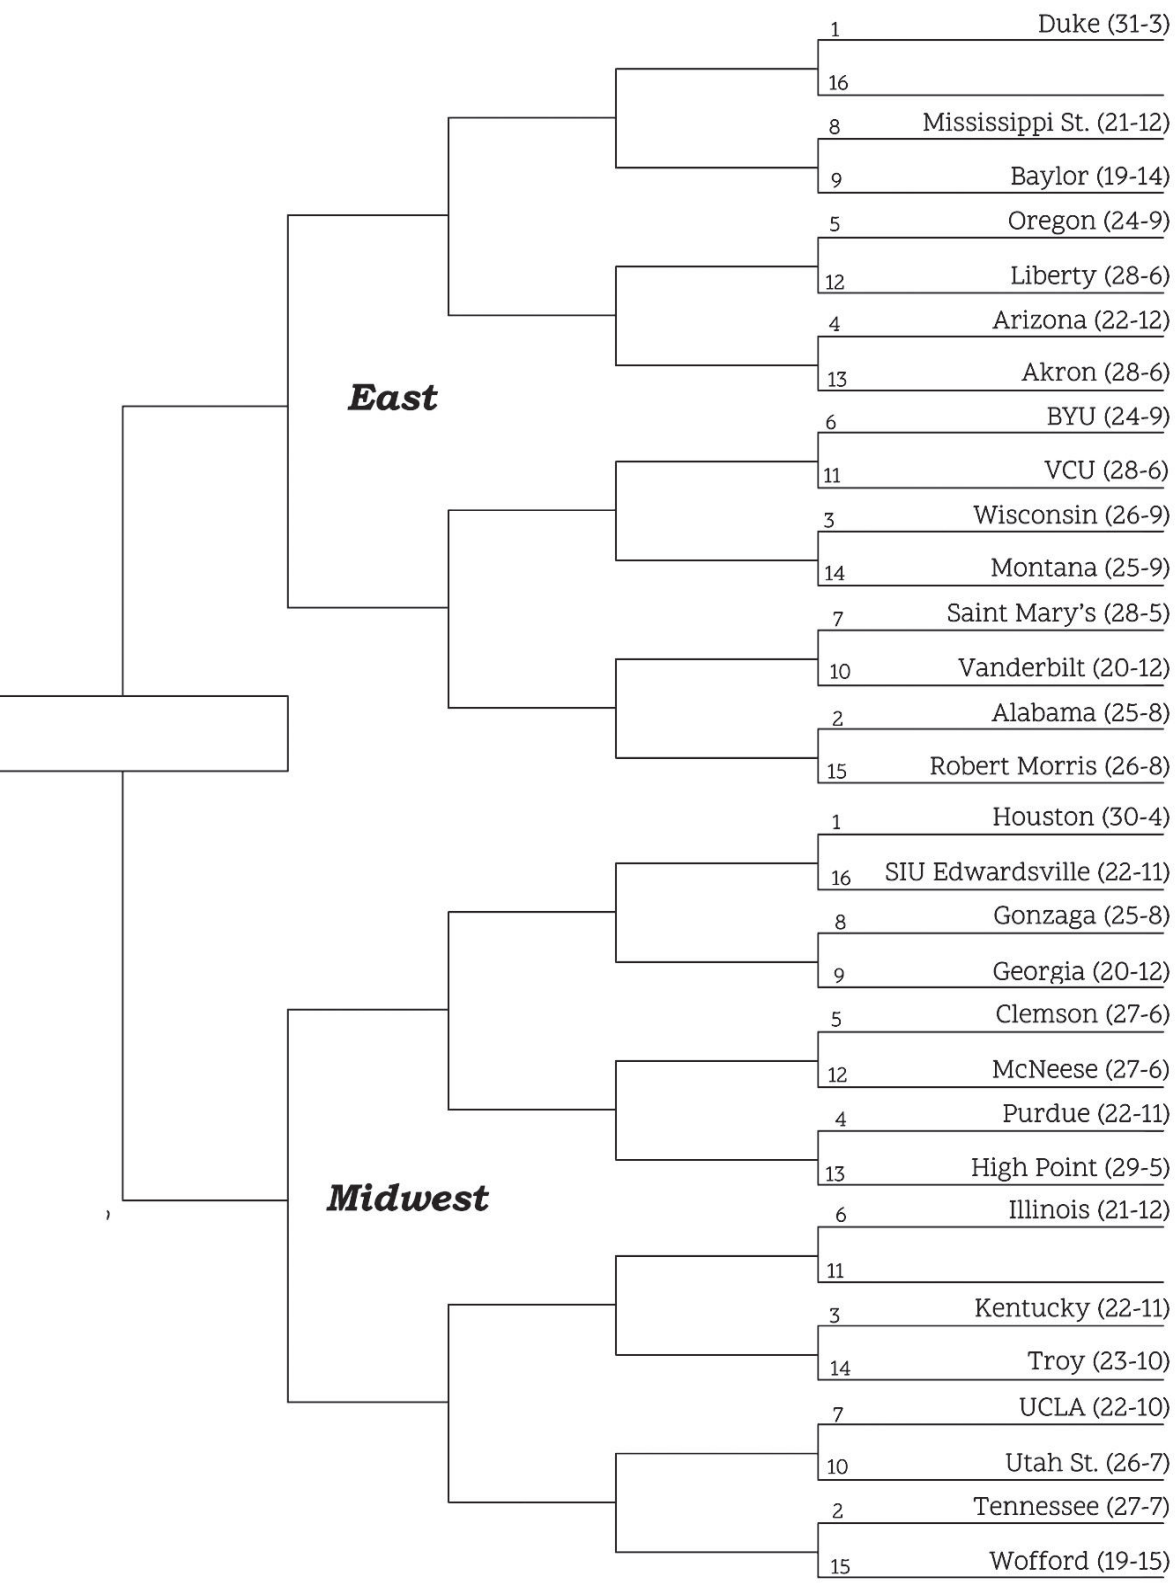 1 Duke (31-3)
16
8 Mississippi St. (21-12)
9 Baylor (19-14)
5 Oregon (24-9)
12 Liberty (28-6)
4 Arizona (22-12)
13 Akron (28-6)
East
6 BYU (24-9)
11 VCU (28-6)
3 Wisconsin (26-9)
14 Montana (25-9)
7 Saint Mary's (28-5)
10 Vanderbilt (20-12)
2 Alabama (25-8)
15 Robert Morris (26-8)
1 Houston (30-4)
16 SIU Edwardsville (22-11)
8 Gonzaga (25-8)
9 Georgia (20-12)
5 Clemson (27-6)
12 McNeese (27-6)
4 Purdue (22-11)
13 High Point (29-5)
Midwest
6 Illinois (21-12)
11
3 Kentucky (22-11)
14 Troy (23-10)
7 UCLA (22-10)
10 Utah St. (26-7)
2 Tennessee (27-7)
15 Wofford (19-15)